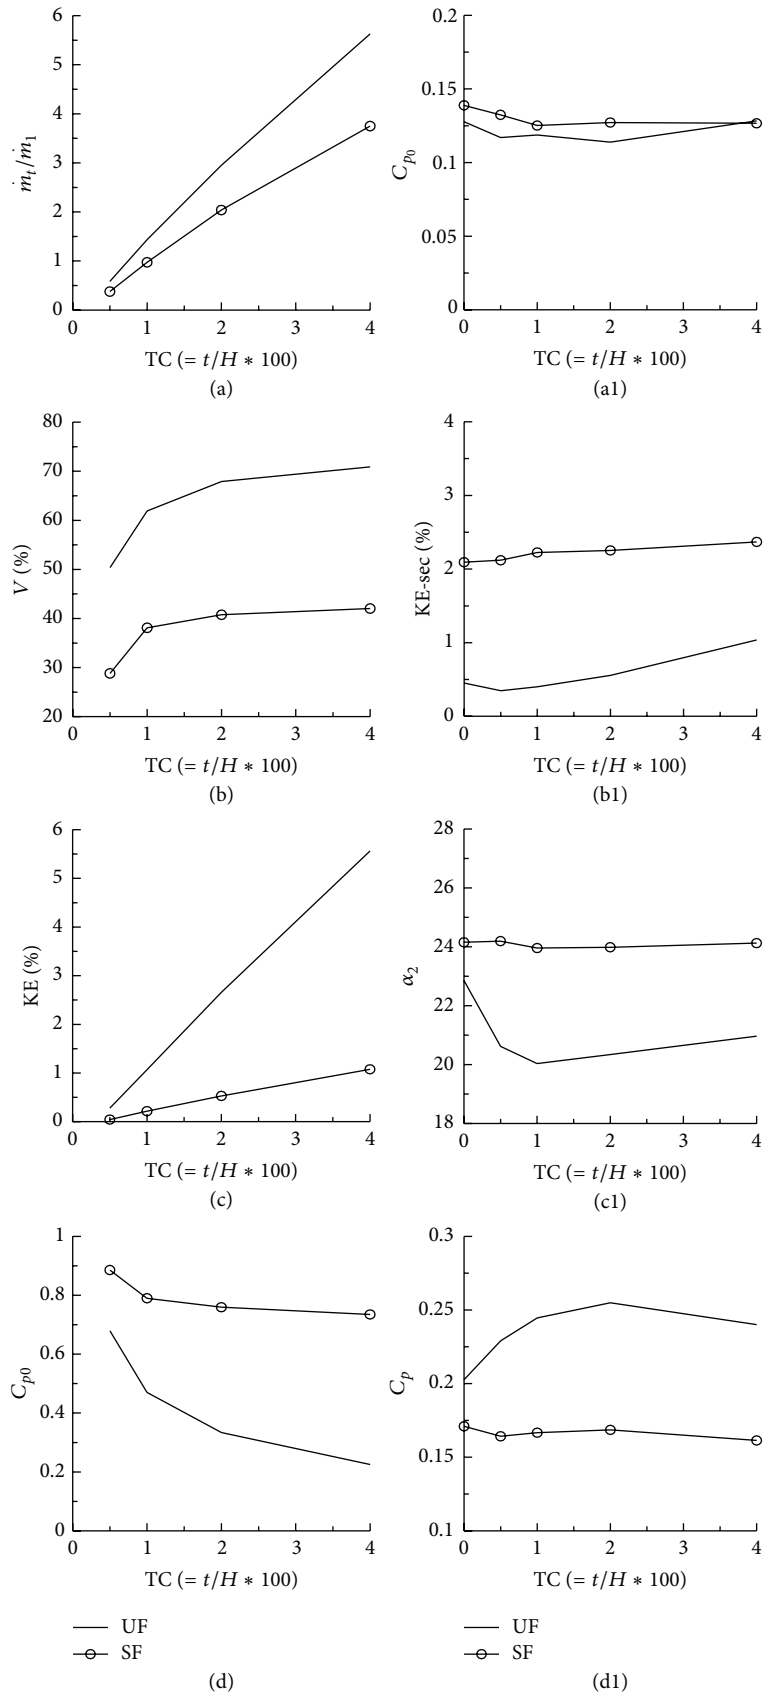 6
5
4
3
2
1
0
ṁt/ṁ1
0 1 2 3 4
TC (= t/H ∗ 100)
(a)
0.2
0.15
0.1
0.05
0
Cp0
0 1 2 3 4
TC (= t/H ∗ 100)
(a1)
80
70
60
50
40
30
20
V (%)
0 1 2 3 4
TC (= t/H ∗ 100)
(b)
4
3
2
1
0
KE-sec (%)
0 1 2 3 4
TC (= t/H ∗ 100)
(b1)
6
5
4
3
2
1
0
KE (%)
0 1 2 3 4
TC (= t/H ∗ 100)
(c)
28
26
24
22
20
18
α2
0 1 2 3 4
TC (= t/H ∗ 100)
(c1)
1
0.8
0.6
0.4
0.2
0
Cp0
0 1 2 3 4
TC (= t/H ∗ 100)
UF
SF
(d)
0.3
0.25
0.2
0.15
0.1
Cp
0 1 2 3 4
TC (= t/H ∗ 100)
UF
SF
(d1)